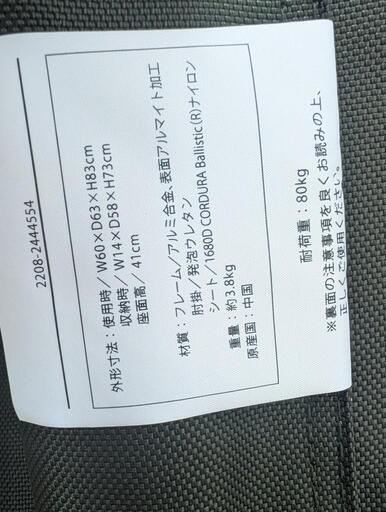 2208-2444554
外形寸法：使用時／W60×D63×H83cm
収納時／W14×D58×H73cm
座面高／41cm
材質：フレーム／アルミ合金、表面アルマイト加工
肘掛／発泡ウレタン
シート／1680D CORDURA Ballistic(R)ナイロン
重量：約3.8kg
原産国：中国
耐荷重：80kg
※裏面の注意事項を良くお読みの上、
正しくご使用ください。